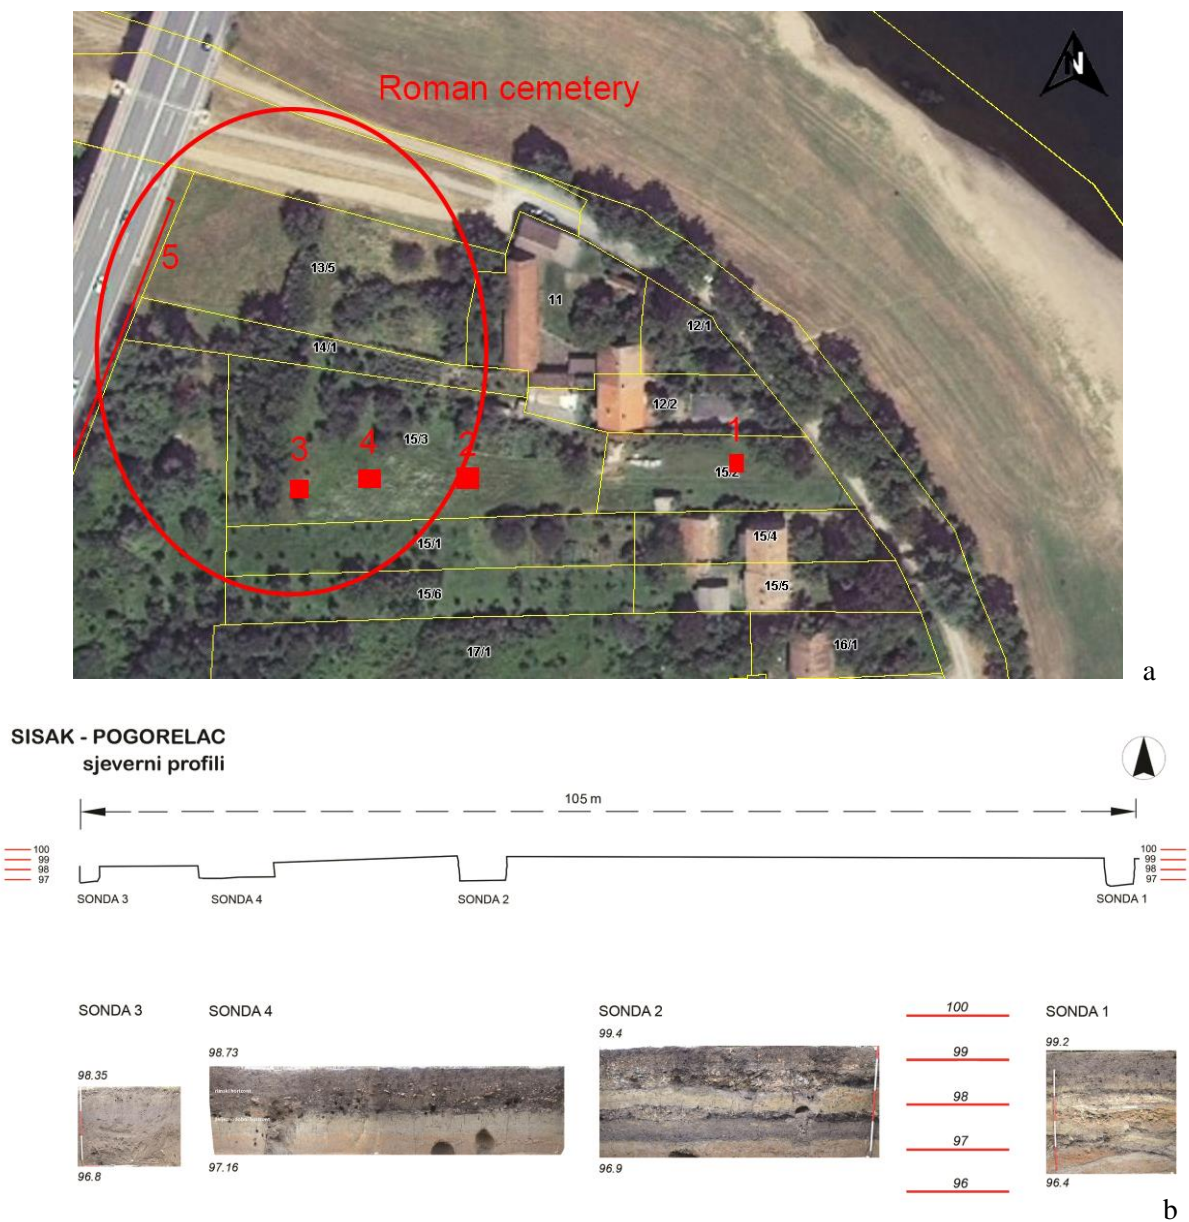 Roman cemetery
N
5
13/5
11
12/1
14/1
12/2
15/3
3
4
2
1
15/2
15/1
15/4
15/6
15/5
17/1
16/1
a
SISAK - POGORELAC
sjeverni profili
105 m
100
99
98
97
100
99
98
97
SONDA 3
SONDA 4
SONDA 2
SONDA 1
SONDA 3
SONDA 4
SONDA 2
SONDA 1
98.35
98.73
99.4
99.2
100
99
98
97
96
96.8
97.16
96.9
96.4
b